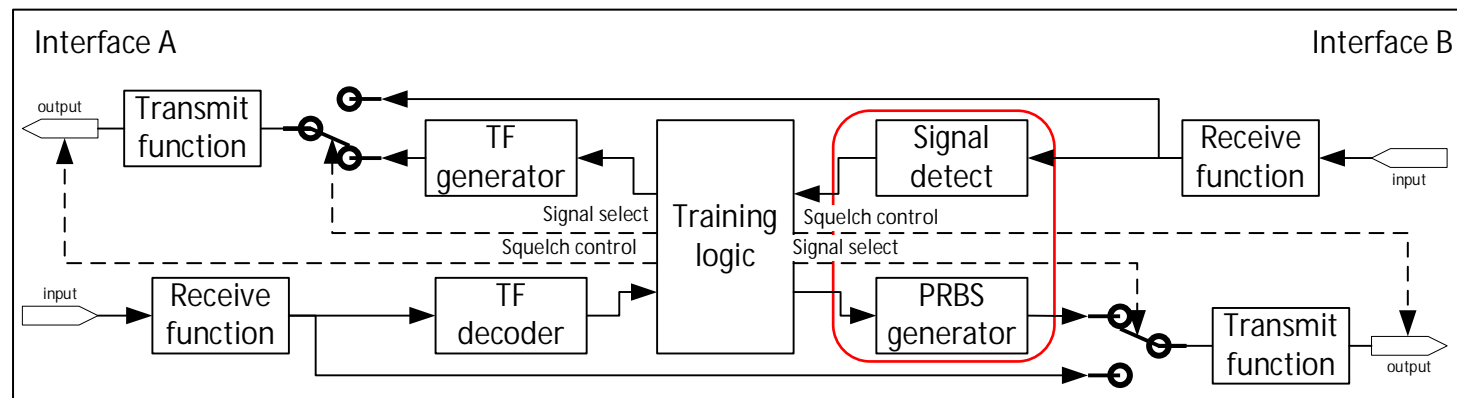 Interface A
Interface B
output
Transmit
function
TF
generator
Signal
detect
Receive
function
input
Training
logic
Signal select
Squelch control
Squelch control
Signal select
input
Receive
function
TF
decoder
PRBS
generator
Transmit
function
output